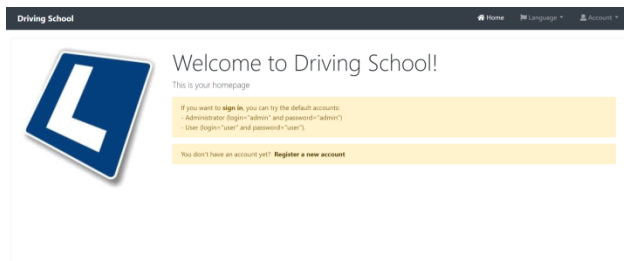 Driving School
Home
Language
Account
L
Welcome to Driving School!
This is your homepage
If you want to sign in, you can try the default accounts:
- Administrator (login="admin" and password="admin")
- User (login="user" and password="user").
You don't have an account yet? Register a new account